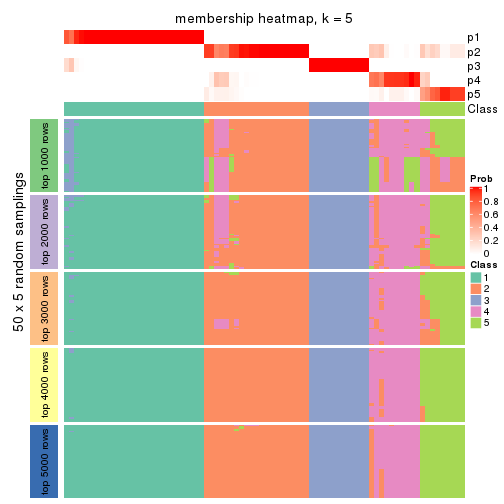 membership heatmap, k = 5
p1
p2
p3
p4
p5
Class
50 x 5 random samplings
top 1000 rows
top 2000 rows
top 3000 rows
top 4000 rows
top 5000 rows
Prob
1
0.8
0.6
0.4
0.2
0
Class
1
2
3
4
5